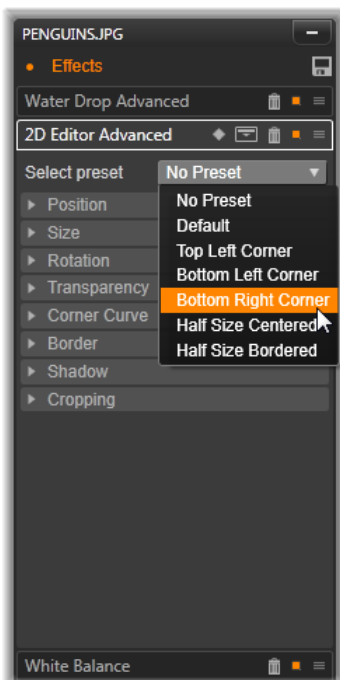 PENGUINS.JPG
Effects
Water Drop Advanced
2D Editor Advanced
Select preset No Preset
Position
Size
Rotation
Transparency
Corner Curve
Border
Shadow
Cropping
No Preset
Default
Top Left Corner
Bottom Left Corner
Bottom Right Corner
Half Size Centered
Half Size Bordered
White Balance